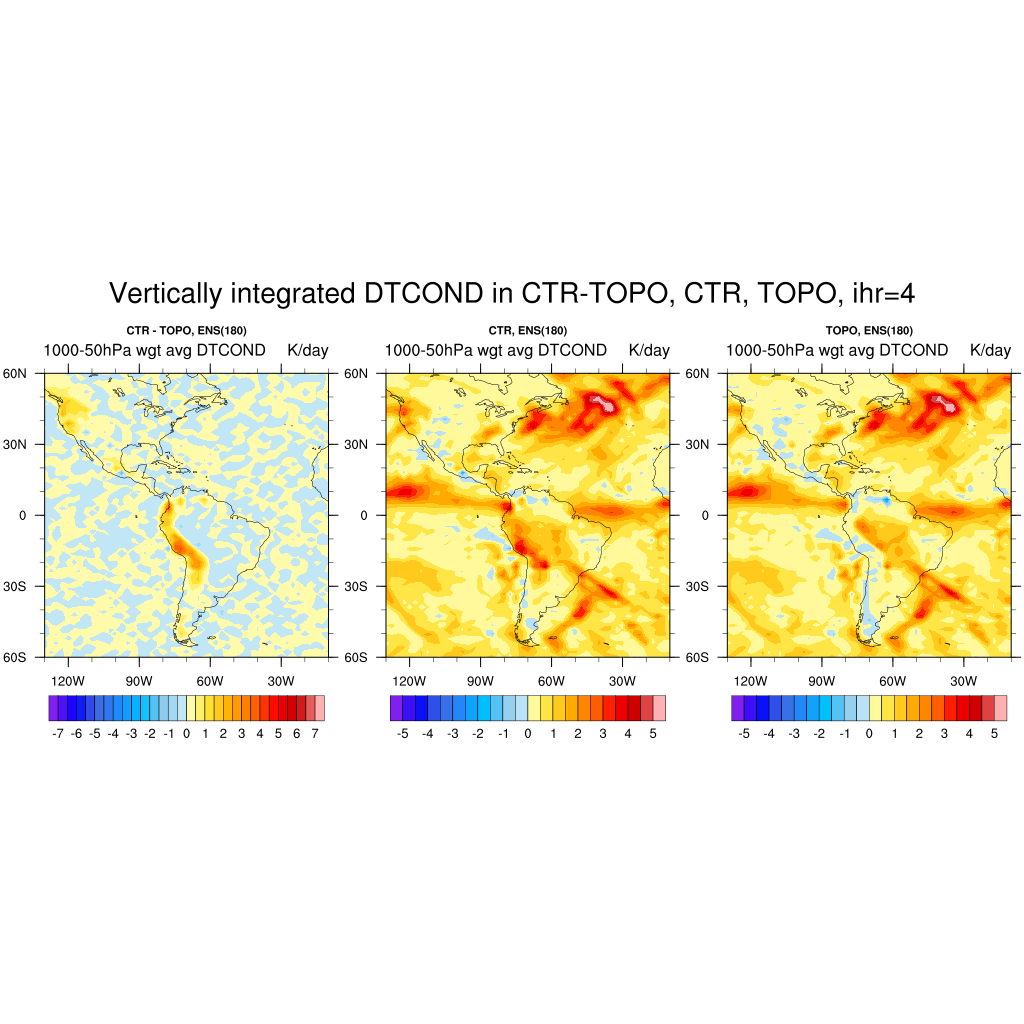 Vertically integrated DTCOND in CTR-TOPO, CTR, TOPO, ihr=4
CTR - TOPO, ENS(180)
1000-50hPa wgt avg DTCOND K/day
60N
30N
0
30S
60S
120W 90W 60W 30W
-7 -6 -5 -4 -3 -2 -1 0 1 2 3 4 5 6 7
CTR, ENS(180)
1000-50hPa wgt avg DTCOND K/day
60N
30N
0
30S
60S
120W 90W 60W 30W
-5 -4 -3 -2 -1 0 1 2 3 4 5
TOPO, ENS(180)
1000-50hPa wgt avg DTCOND K/day
60N
30N
0
30S
60S
120W 90W 60W 30W
-5 -4 -3 -2 -1 0 1 2 3 4 5